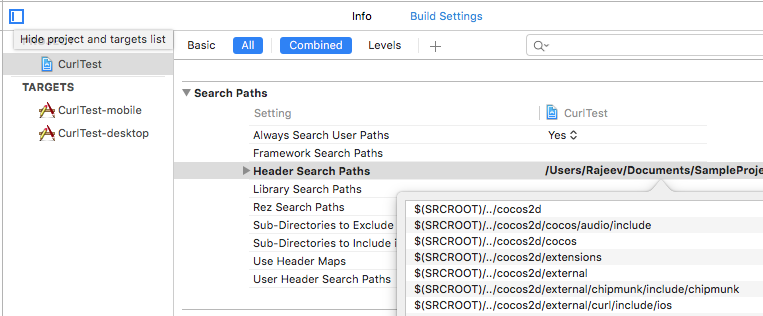 Info Build Settings
Hide project and targets list
Basic All Combined Levels +
CurlTest
TARGETS
CurlTest-mobile
CurlTest-desktop
Search Paths
Setting CurlTest
Always Search User Paths Yes
Framework Search Paths
Header Search Paths /Users/Rajeev/Documents/SampleProje
Library Search Paths
Rez Search Paths
Sub-Directories to Exclude
Sub-Directories to Include i
Use Header Maps
User Header Search Paths
$(SRCROOT)/../cocos2d
$(SRCROOT)/../cocos2d/cocos/audio/include
$(SRCROOT)/../cocos2d/cocos
$(SRCROOT)/../cocos2d/extensions
$(SRCROOT)/../cocos2d/external
$(SRCROOT)/../cocos2d/external/chipmunk/include/chipmunk
$(SRCROOT)/../cocos2d/external/curl/include/ios